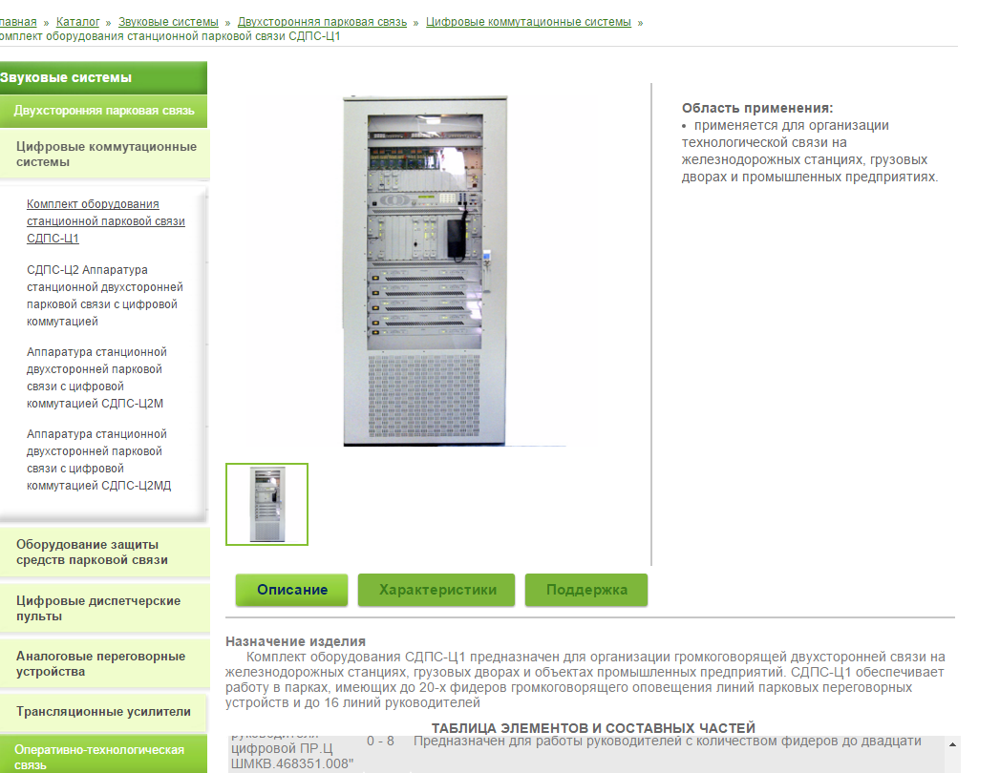 лавная » Каталог » Звуковые системы » Двухсторонняя парковая связь » Цифровые коммутационные системы »
омплект оборудования станционной парковой связи СДПС-Ц1
Звуковые системы
Двухсторонняя парковая связь
Цифровые коммутационные
системы
Комплект оборудования
станционной парковой связи
СДПС-Ц1
СДПС-Ц2 Аппаратура
станционной двухсторонней
парковой связи с цифровой
коммутацией
Аппаратура станционной
двухсторонней парковой
связи с цифровой
коммутацией СДПС-Ц2М
Аппаратура станционной
двухсторонней парковой
связи с цифровой
коммутацией СДПС-Ц2МД
Оборудование защиты
средств парковой связи
Цифровые диспетчерские
пульты
Аналоговые переговорные
устройства
Трансляционные усилители
Оперативно-технологическая
связь
Область применения:
• применяется для организации
технологической связи на
железнодорожных станциях, грузовых
дворах и промышленных предприятиях.
Описание
Характеристики
Поддержка
Назначение изделия
Комплект оборудования СДПС-Ц1 предназначен для организации громкоговорящей двухсторонней связи на
железнодорожных станциях, грузовых дворах и объектах промышленных предприятий. СДПС-Ц1 обеспечивает
работу в парках, имеющих до 20-х фидеров громкоговорящего оповещения линий парковых переговорных
устройств и до 16 линий руководителей
ТАБЛИЦА ЭЛЕМЕНТОВ И СОСТАВНЫХ ЧАСТЕЙ
руководителя
цифровой ПР.Ц
ШМКВ.468351.008"
0 - 8
Предназначен для работы руководителей с количеством фидеров до двадцати